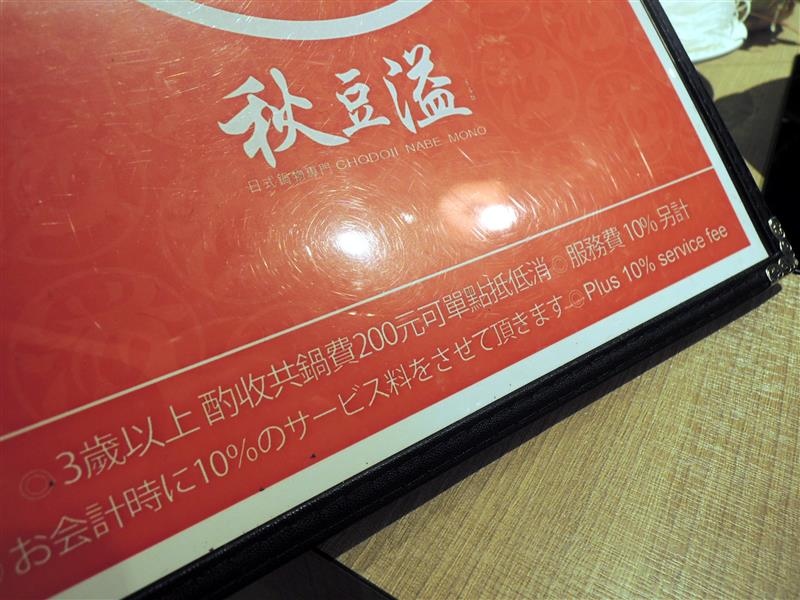 秋豆溢
日式鍋物專門 CHODOII NABE MONO
◎3歲以上 酌收共鍋費200元可單點抵低消◎服務費10%另計
お会計時に10%のサービス料をさせて頂きます◎Plus 10% service fee